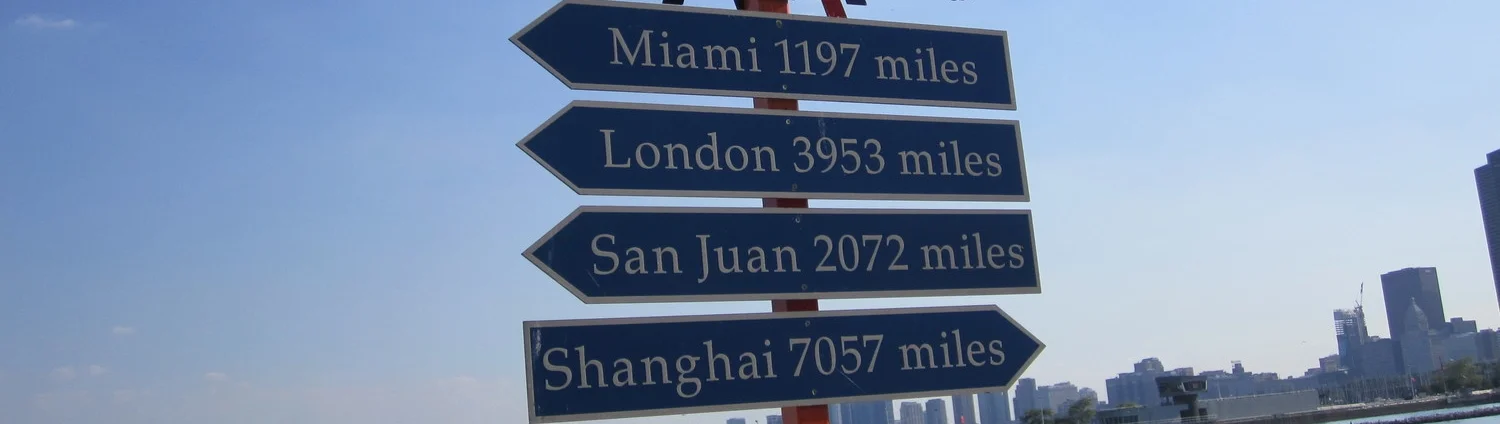 Miami 1197 miles
London 3953 miles
San Juan 2072 miles
Shanghai 7057 miles